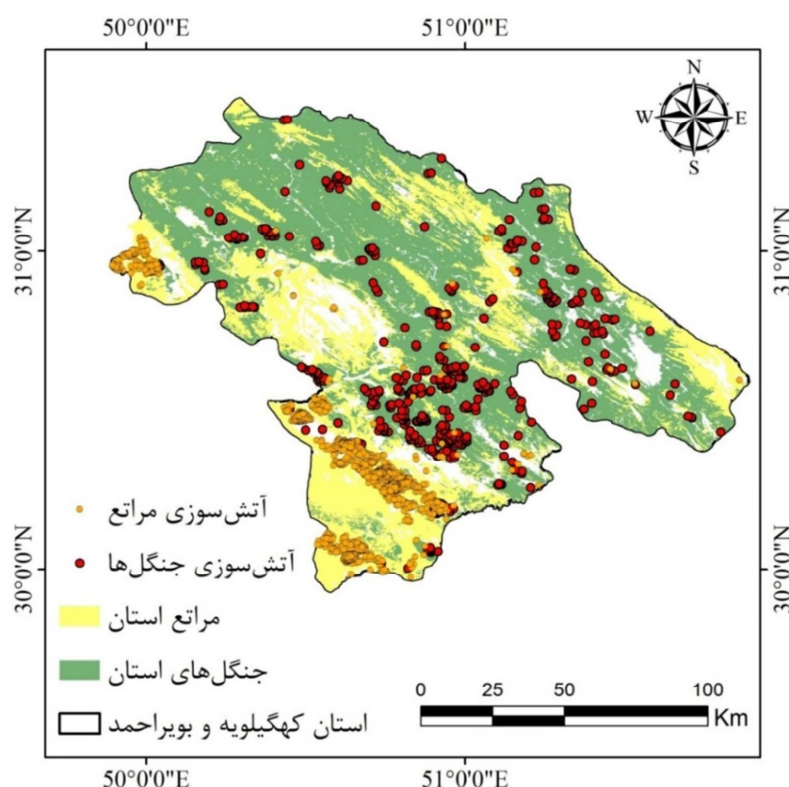 50°0'0"E 51°0'0"E
N
W E
S
31°0'0"N 31°0'0"N
آتش‌سوزی مراتع
آتش‌سوزی جنگل‌ها
30°0'0"N 30°0'0"N
مراتع استان
جنگل‌های استان
استان کهگیلویه و بویراحمد
0 25 50 100
Km
50°0'0"E 51°0'0"E